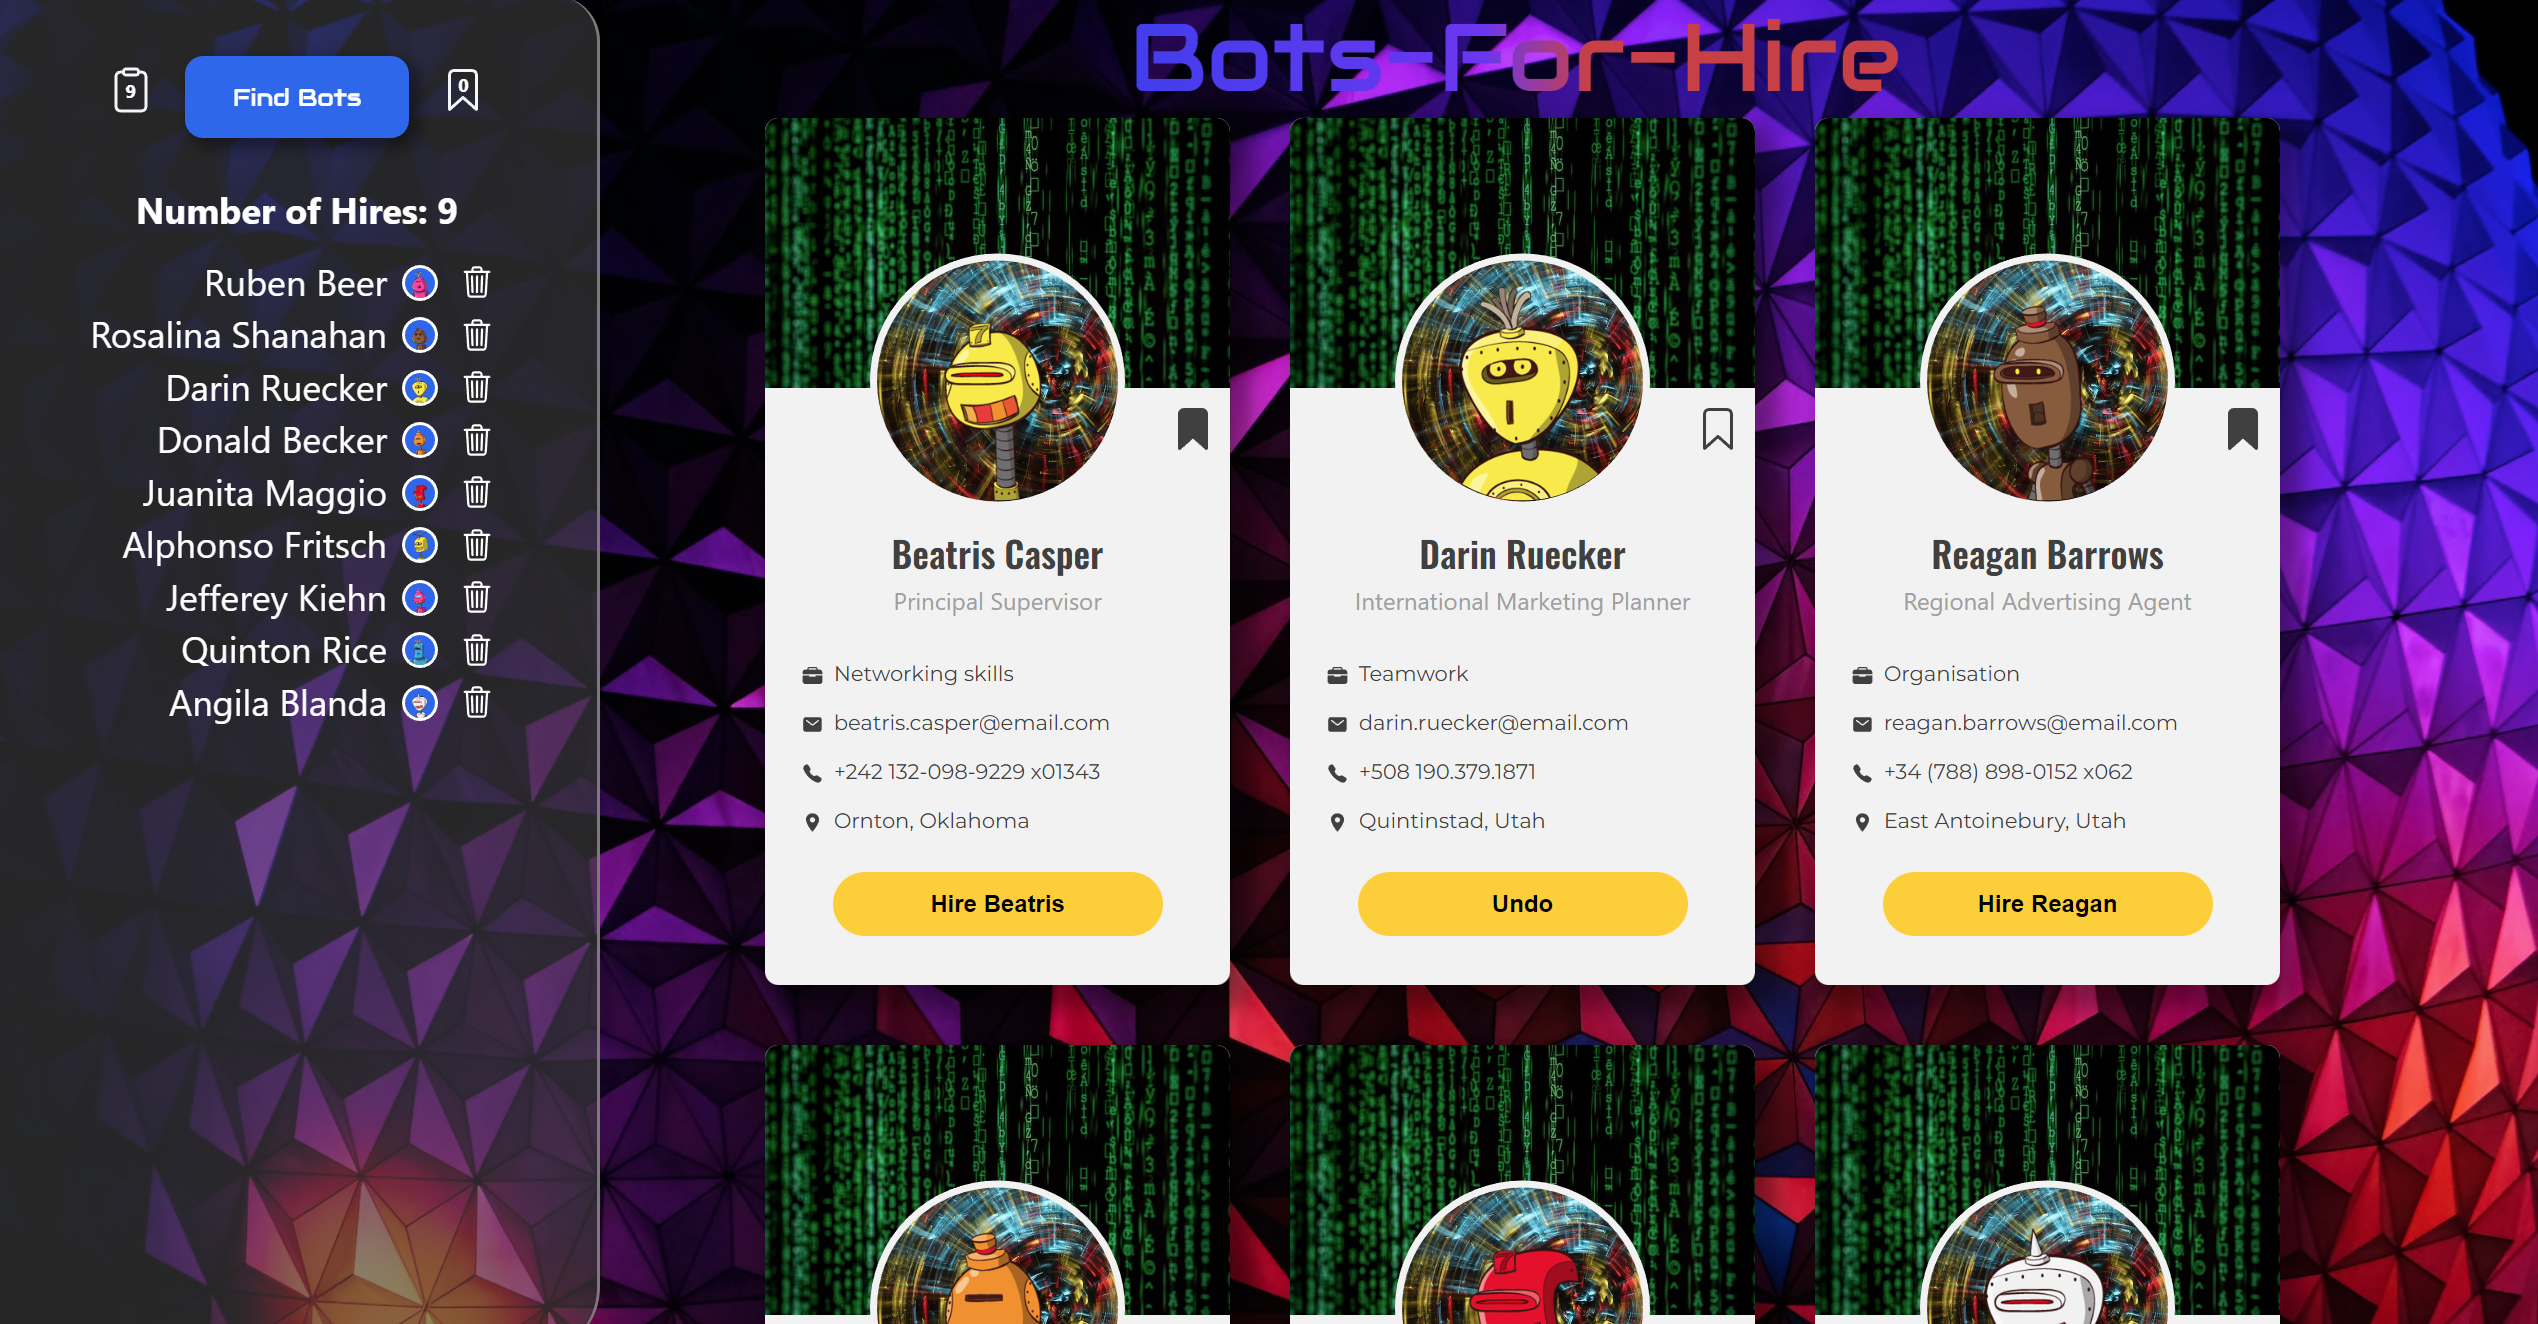 9
Find Bots
0
Number of Hires: 9
Ruben Beer
Rosalina Shanahan
Darin Ruecker
Donald Becker
Juanita Maggio
Alphonso Fritsch
Jefferey Kiehn
Quinton Rice
Angila Blanda
Bots-For-Hire
Beatris Casper
Principal Supervisor
Networking skills
beatris.casper@email.com
+242 132-098-9229 x01343
Ornton, Oklahoma
Hire Beatris
Darin Ruecker
International Marketing Planner
Teamwork
darin.ruecker@email.com
+508 190.379.1871
Quintinstad, Utah
Undo
Reagan Barrows
Regional Advertising Agent
Organisation
reagan.barrows@email.com
+34 (788) 898-0152 x062
East Antoinebury, Utah
Hire Reagan